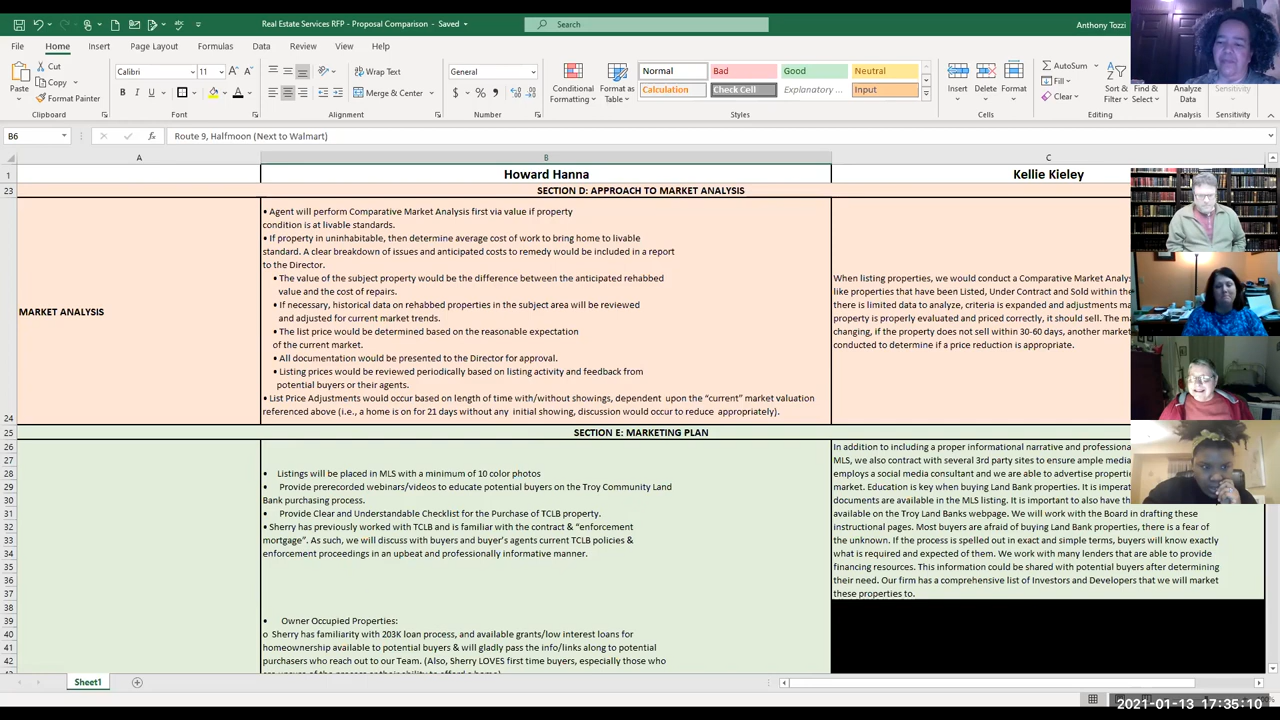 Real Estate Services RFP - Proposal Comparison - Saved
Search
Anthony Tozzi
File Home Insert Page Layout Formulas Data Review View Help
Cut
Copy
Format Painter
Paste
Calibri 11
Wrap Text
Merge & Center
General
Conditional Formatting
Format as Table
Normal Bad Good Neutral
Calculation Check Cell Explanatory ... Input
Insert Delete Format
AutoSum
Fill
Clear
Sort & Filter
Find & Select
Analyze Data
Sensitivity
Clipboard Font Alignment Number Styles Cells Editing Analysis Sensitivity
B6
fx
Route 9, Halfmoon (Next to Walmart)
A B C
1 Howard Hanna Kellie Kieley
23 SECTION D: APPROACH TO MARKET ANALYSIS
MARKET ANALYSIS
24
• Agent will perform Comparative Market Analysis first via value if property
condition is at livable standards.
• If property in uninhabitable, then determine average cost of work to bring home to livable
standard. A clear breakdown of issues and anticipated costs to remedy would be included in a report
to the Director.
• The value of the subject property would be the difference between the anticipated rehabbed
value and the cost of repairs.
• If necessary, historical data on rehabbed properties in the subject area will be reviewed
and adjusted for current market trends.
• The list price would be determined based on the reasonable expectation
of the current market.
• All documentation would be presented to the Director for approval.
• Listing prices would be reviewed periodically based on listing activity and feedback from
potential buyers or their agents.
• List Price Adjustments would occur based on length of time with/without showings, dependent upon the “current” market valuation
referenced above (i.e., a home is on for 21 days without any initial showing, discussion would occur to reduce appropriately).
When listing properties, we would conduct a Comparative Market Analy
like properties that have been Listed, Under Contract and Sold within the
there is limited data to analyze, criteria is expanded and adjustments ma
property is properly evaluated and priced correctly, it should sell. The ma
changing, if the property does not sell within 30-60 days, another market
conducted to determine if a price reduction is appropriate.
25 SECTION E: MARKETING PLAN
26
27
28
29
30
31
32
33
34
35
36
37
38
39
40
41
42
• Listings will be placed in MLS with a minimum of 10 color photos
• Provide prerecorded webinars/videos to educate potential buyers on the Troy Community Land
Bank purchasing process.
• Provide Clear and Understandable Checklist for the Purchase of TCLB property.
• Sherry has previously worked with TCLB and is familiar with the contract & “enforcement
mortgage”. As such, we will discuss with buyers and buyer’s agents current TCLB policies &
enforcement proceedings in an upbeat and professionally informative manner.
• Owner Occupied Properties:
o Sherry has familiarity with 203K loan process, and available grants/low interest loans for
homeownership available to potential buyers & will gladly pass the info/links along to potential
purchasers who reach out to our Team. (Also, Sherry LOVES first time buyers, especially those who
In addition to including a proper informational narrative and professiona
MLS, we also contract with several 3rd party sites to ensure ample media
employs a social media consultant and we are able to advertise properti
market. Education is key when buying Land Bank properties. It is imperat
documents are available in the MLS listing. It is important to also have th
available on the Troy Land Banks webpage. We will work with the Board in drafting these
instructional pages. Most buyers are afraid of buying Land Bank properties, there is a fear of
the unknown. If the process is spelled out in exact and simple terms, buyers will know exactly
what is required and expected of them. We work with many lenders that are able to provide
financing resources. This information could be shared with potential buyers after determining
their need. Our firm has a comprehensive list of Investors and Developers that we will market
these properties to.
Sheet1
2021-01-13 17:35:10